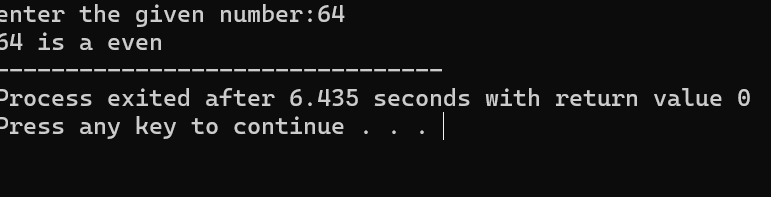 enter the given number:64
64 is a even
--------------------------------
Process exited after 6.435 seconds with return value 0
Press any key to continue . . .